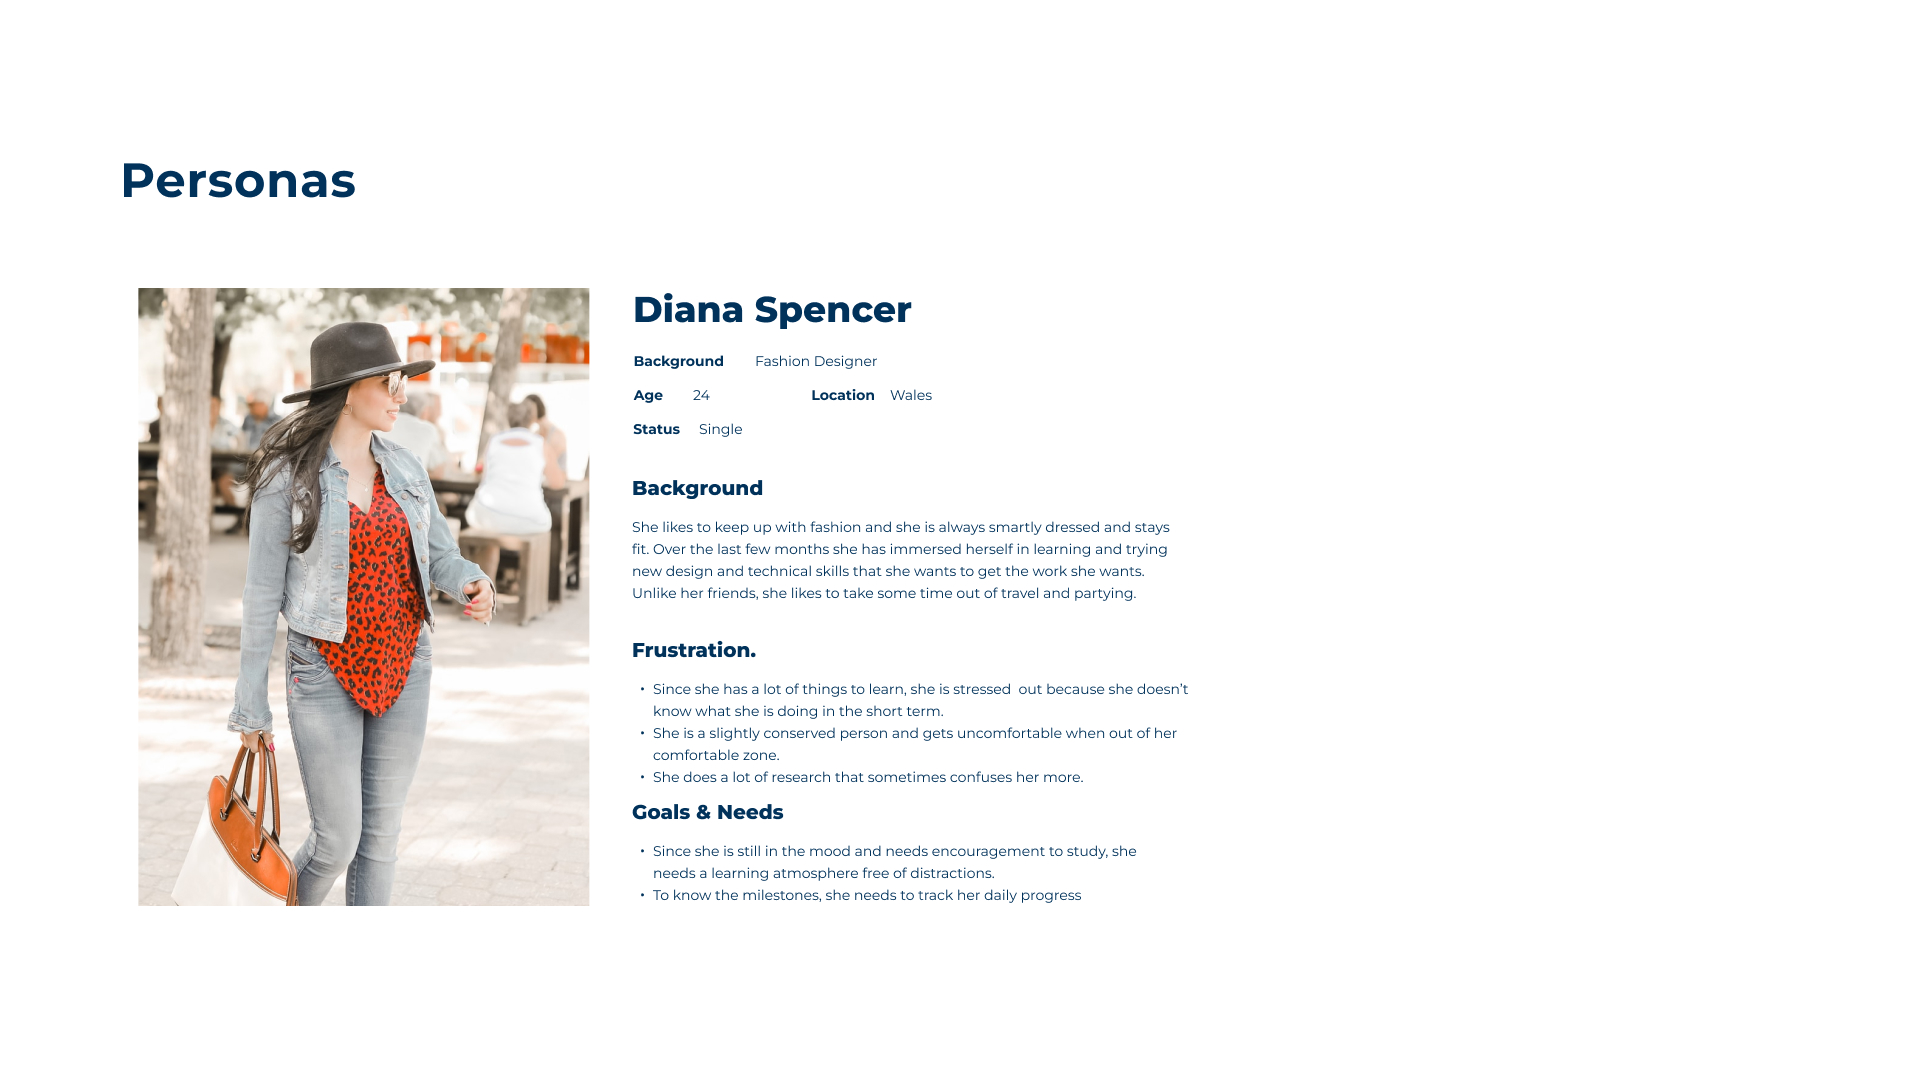 Personas
Diana Spencer
Background Fashion Designer
Age 24 Location Wales
Status Single
Background
She likes to keep up with fashion and she is always smartly dressed and stays
fit. Over the last few months she has immersed herself in learning and trying
new design and technical skills that she wants to get the work she wants.
Unlike her friends, she likes to take some time out of travel and partying.
Frustration.
• Since she has a lot of things to learn, she is stressed  out because she doesn’t
know what she is doing in the short term.
• She is a slightly conserved person and gets uncomfortable when out of her
comfortable zone.
• She does a lot of research that sometimes confuses her more.
Goals & Needs
• Since she is still in the mood and needs encouragement to study, she
needs a learning atmosphere free of distractions.
• To know the milestones, she needs to track her daily progress